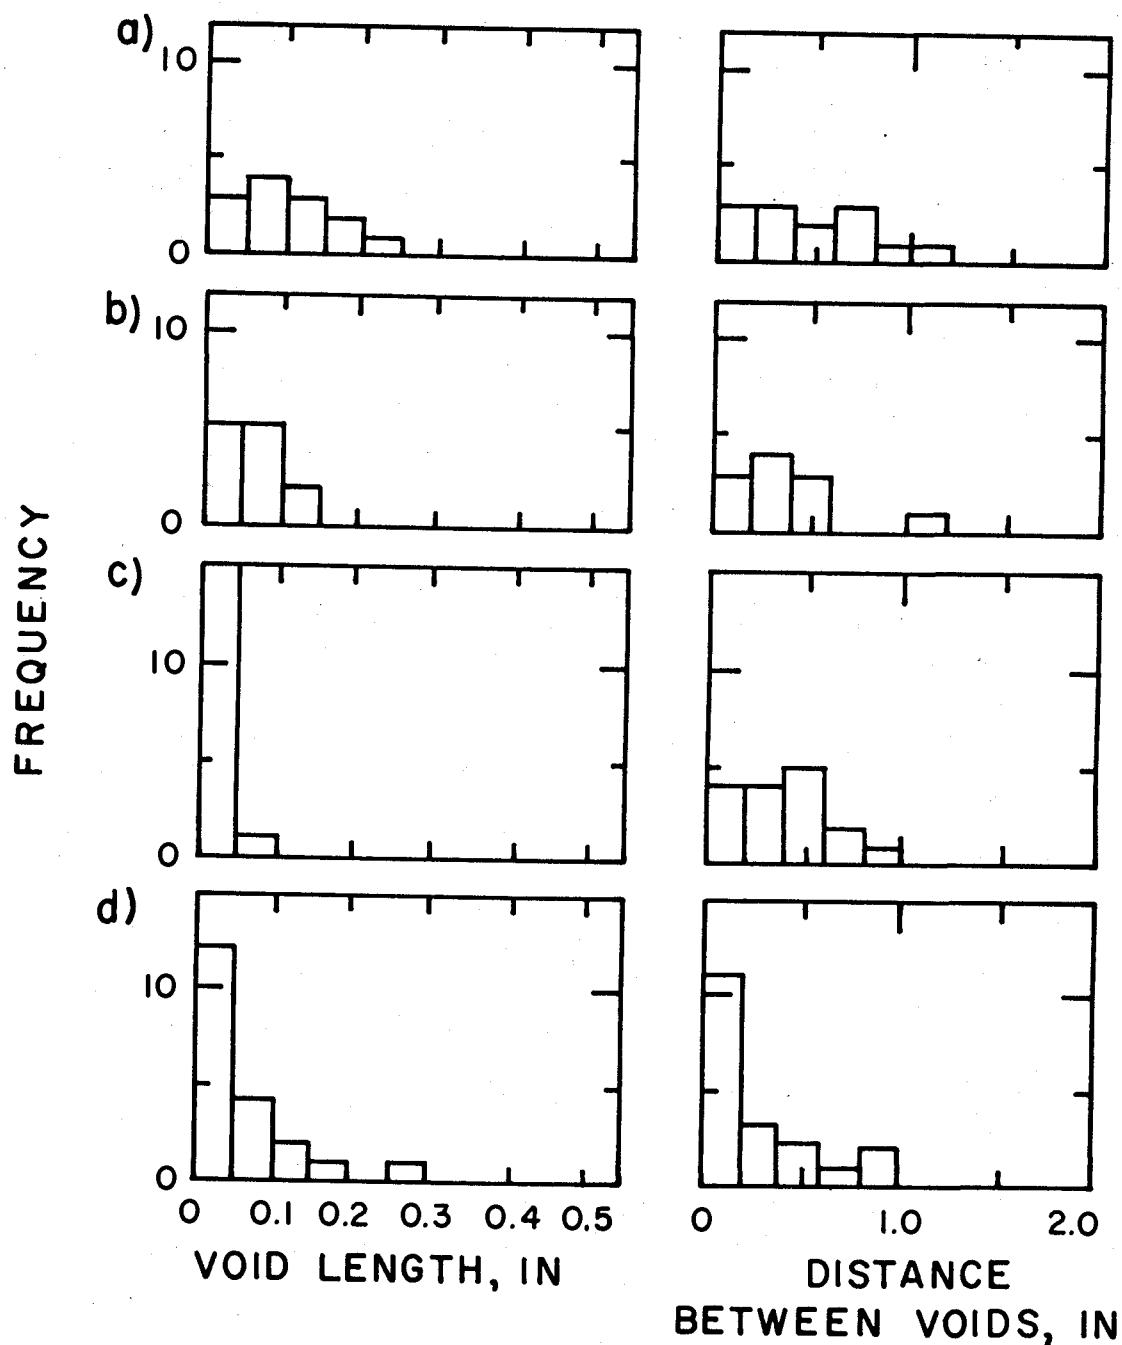 a)
10
0
b)
10
0
c)
10
0
d)
10
0
FREQUENCY
0 0.1 0.2 0.3 0.4 0.5
VOID LENGTH, IN
0 1.0 2.0
DISTANCE
BETWEEN VOIDS, IN